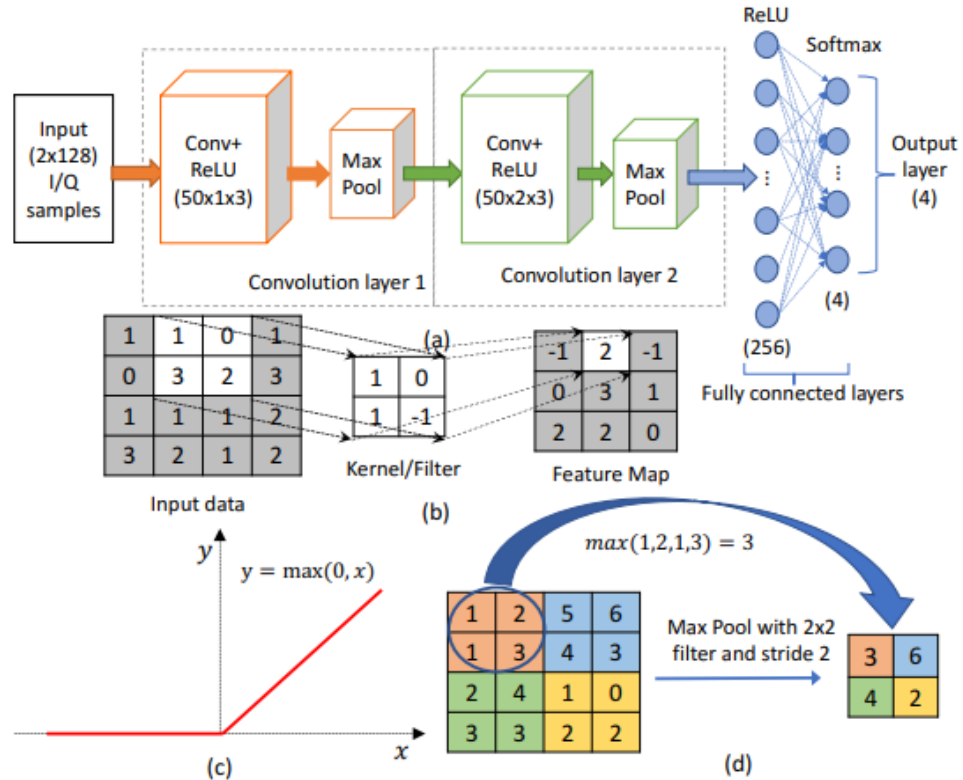 ReLU
Softmax
Input
(2x128)
I/Q
samples
Conv+
ReLU
(50x1x3)
Max
Pool
Conv+
ReLU
(50x2x3)
Max
Pool
...
...
Output
layer
(4)
Convolution layer 1
Convolution layer 2
(4)
(256)
Fully connected layers
(a)
1 1 0 1
0 3 2 3
1 1 1 2
3 2 1 2
Input data
1 0
1 -1
Kernel/Filter
-1 2 -1
0 3 1
2 2 0
Feature Map
(b)
y
y = max(0, x)
x
(c)
max(1,2,1,3) = 3
1 2 5 6
1 3 4 3
2 4 1 0
3 3 2 2
Max Pool with 2x2
filter and stride 2
3 6
4 2
(d)